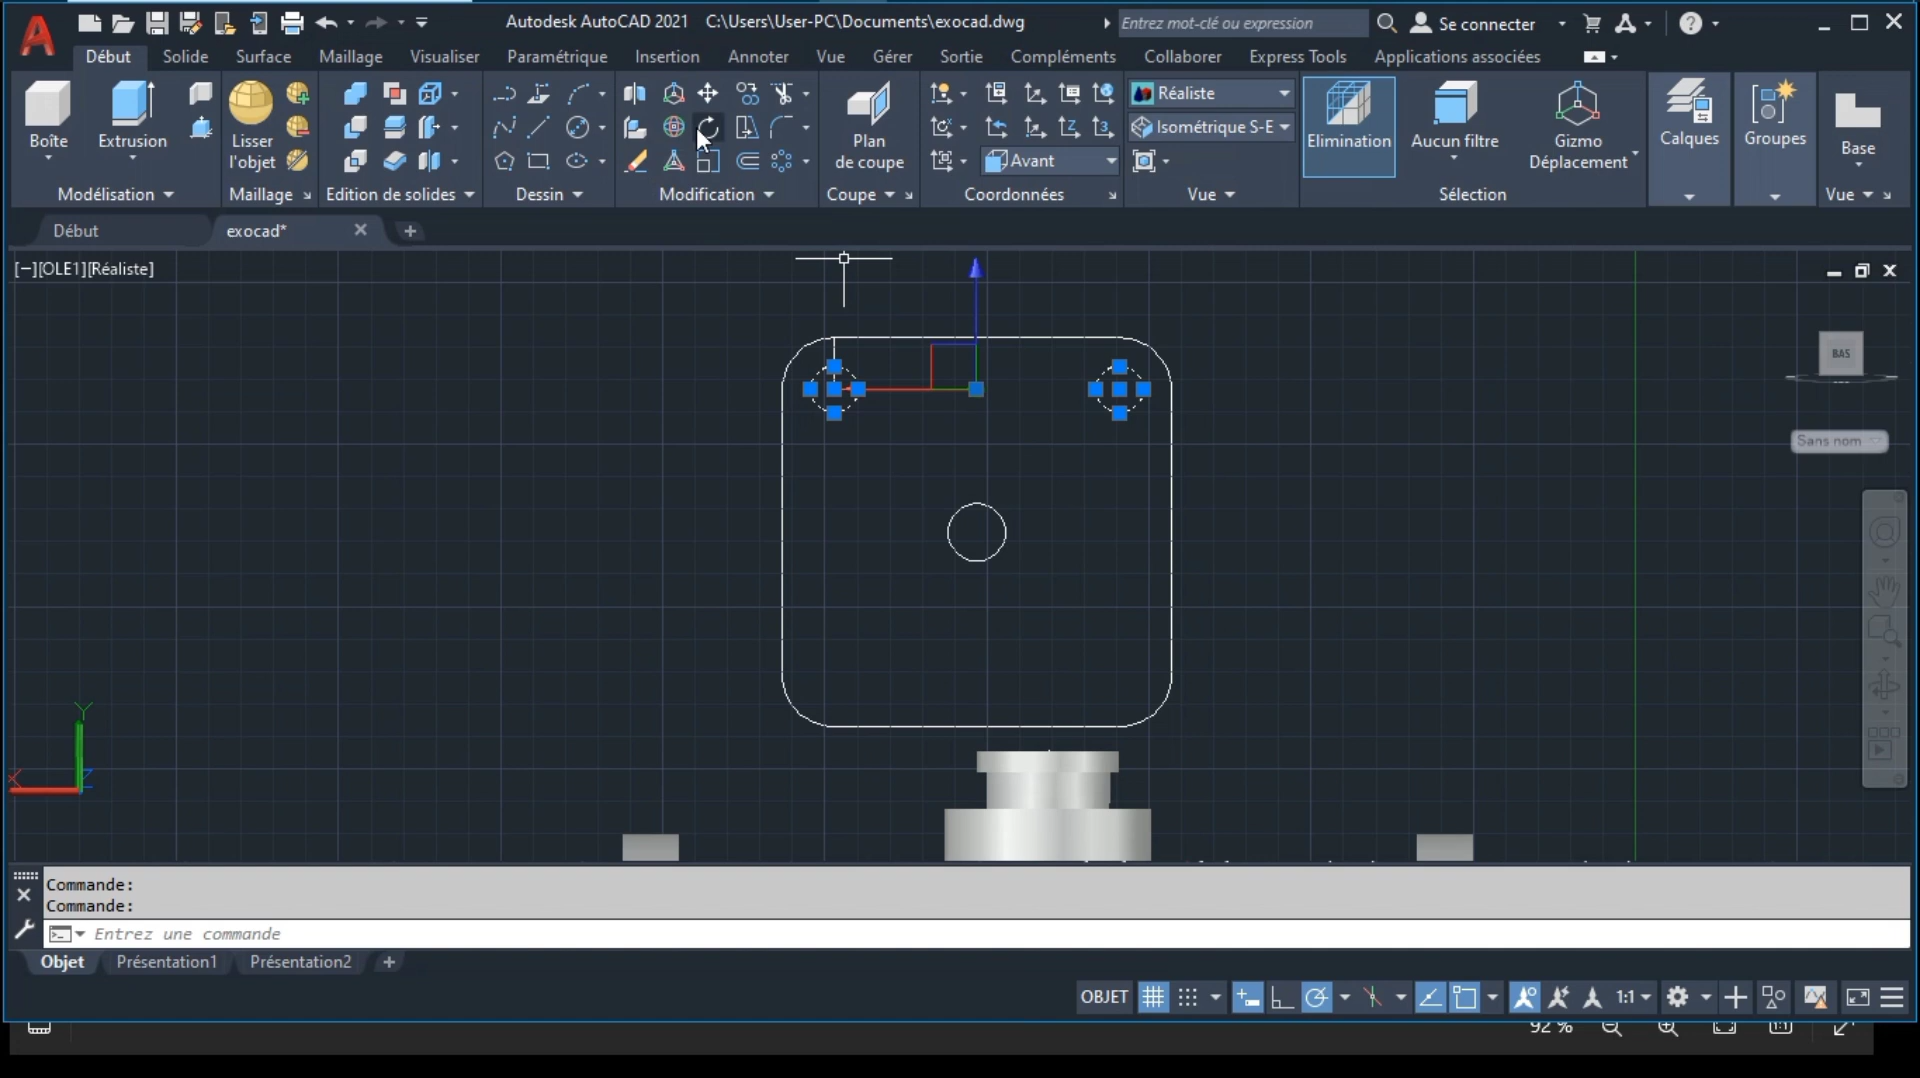 Autodesk AutoCAD 2021 C:\Users\User-PC\Documents\exocad.dwg
Entrez mot-clé ou expression
Se connecter
Début Solide Surface Maillage Visualiser Paramétrique Insertion Annoter Vue Gérer Sortie Compléments Collaborer Express Tools Applications associées
Boîte
Extrusion
Lisser
l'objet
Plan
de coupe
Réaliste
Isométrique S-E
Avant
Elimination
Aucun filtre
Gizmo
Déplacement
Calques
Groupes
Base
Modélisation Maillage Edition de solides Dessin Modification Coupe Coordonnées Vue Sélection Vue
Début
exocad*
[−][OLE1][Réaliste]
BAS
Sans nom
Y
X
Z
Commande:
Commande:
Entrez une commande
Objet Présentation1 Présentation2
OBJET
1:1
92 %
1:1